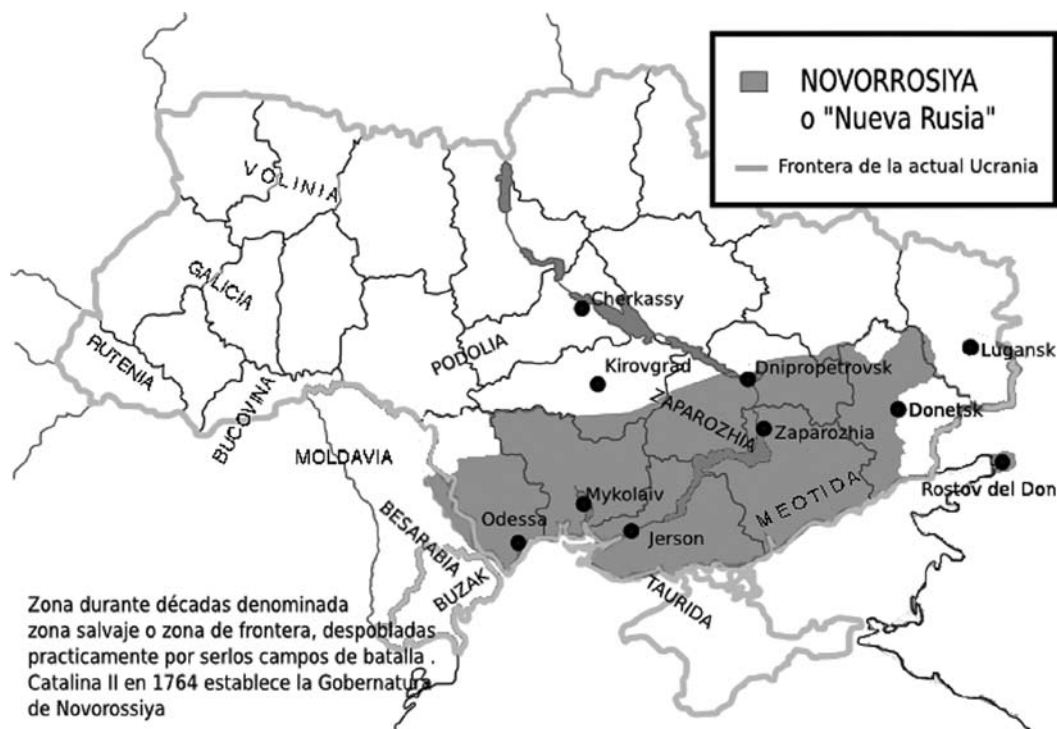 NOVORROSIYA
o "Nueva Rusia"
Frontera de la actual Ucrania
VOLINIA
GALICIA
RUTENIA
BUCOVINA
PODOLIA
Cherkassy
Kirovgrad
Dnipropetrovsk
Lugansk
ZAPAROZHIA
Donetsk
Zaparozhia
MOLDAVIA
Rostov del Don
MEOTIDA
Mykolaiv
Odessa
Jerson
BESARABIA
BUZAK
TAURIDA
Zona durante décadas denominada
zona salvaje o zona de frontera, despobladas
practicamente por serlos campos de batalla .
Catalina II en 1764 establece la Gobernatura
de Novorossiya